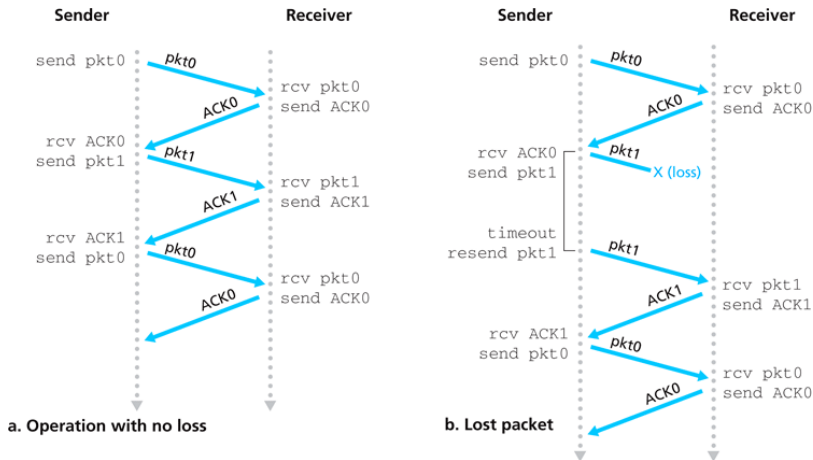 Sender
Receiver
send pkt0
pkt0
rcv pkt0
send ACK0
ACK0
rcv ACK0
send pkt1
pkt1
rcv pkt1
send ACK1
ACK1
rcv ACK1
send pkt0
pkt0
rcv pkt0
send ACK0
ACK0
a. Operation with no loss
Sender
Receiver
send pkt0
pkt0
rcv pkt0
send ACK0
ACK0
rcv ACK0
send pkt1
pkt1
X (loss)
timeout
resend pkt1
pkt1
rcv pkt1
send ACK1
ACK1
rcv ACK1
send pkt0
pkt0
rcv pkt0
send ACK0
ACK0
b. Lost packet